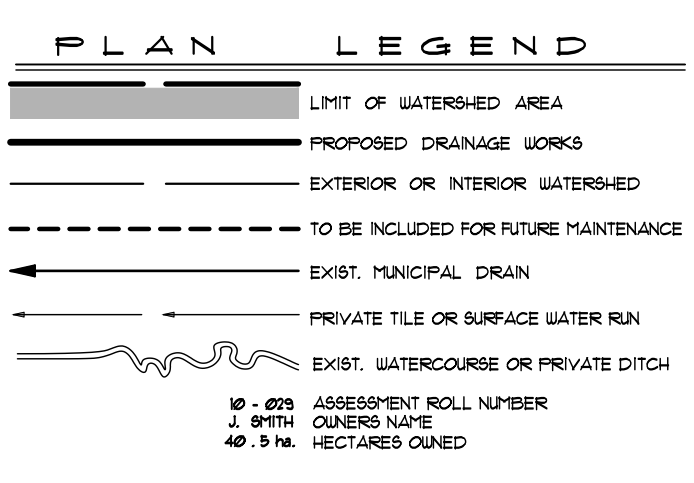 PLAN LEGEND
LIMIT OF WATERSHED AREA
PROPOSED DRAINAGE WORKS
EXTERIOR OR INTERIOR WATERSHED
TO BE INCLUDED FOR FUTURE MAINTENANCE
EXIST. MUNICIPAL DRAIN
PRIVATE TILE OR SURFACE WATER RUN
EXIST. WATERCOURSE OR PRIVATE DITCH
10 - 029 ASSESSMENT ROLL NUMBER
J. SMITH OWNERS NAME
40 . 5 ha. HECTARES OWNED